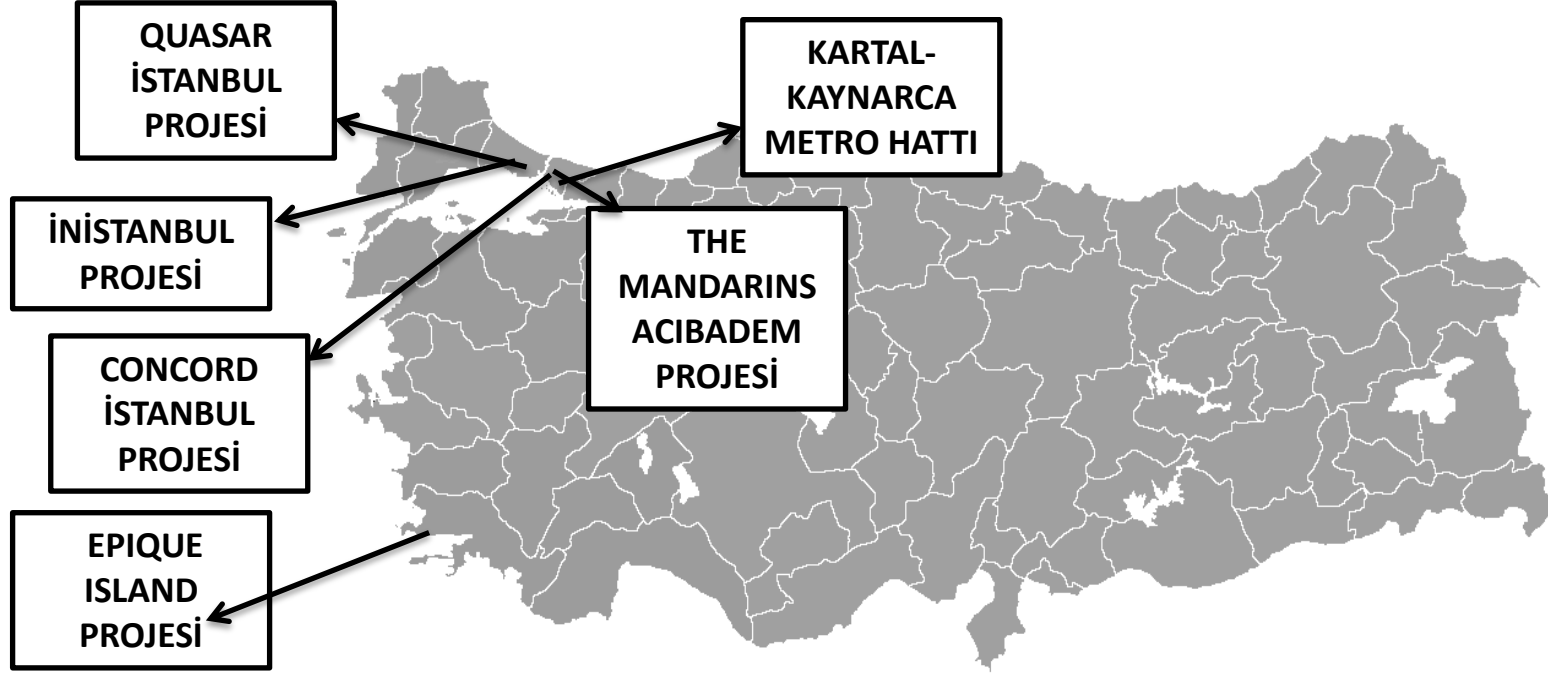 QUASAR
İSTANBUL
PROJESİ
KARTAL-
KAYNARCA
METRO HATTI
İNİSTANBUL
PROJESİ
THE
MANDARINS
ACIBADEM
PROJESİ
CONCORD
İSTANBUL
PROJESİ
EPIQUE
ISLAND
PROJESİ